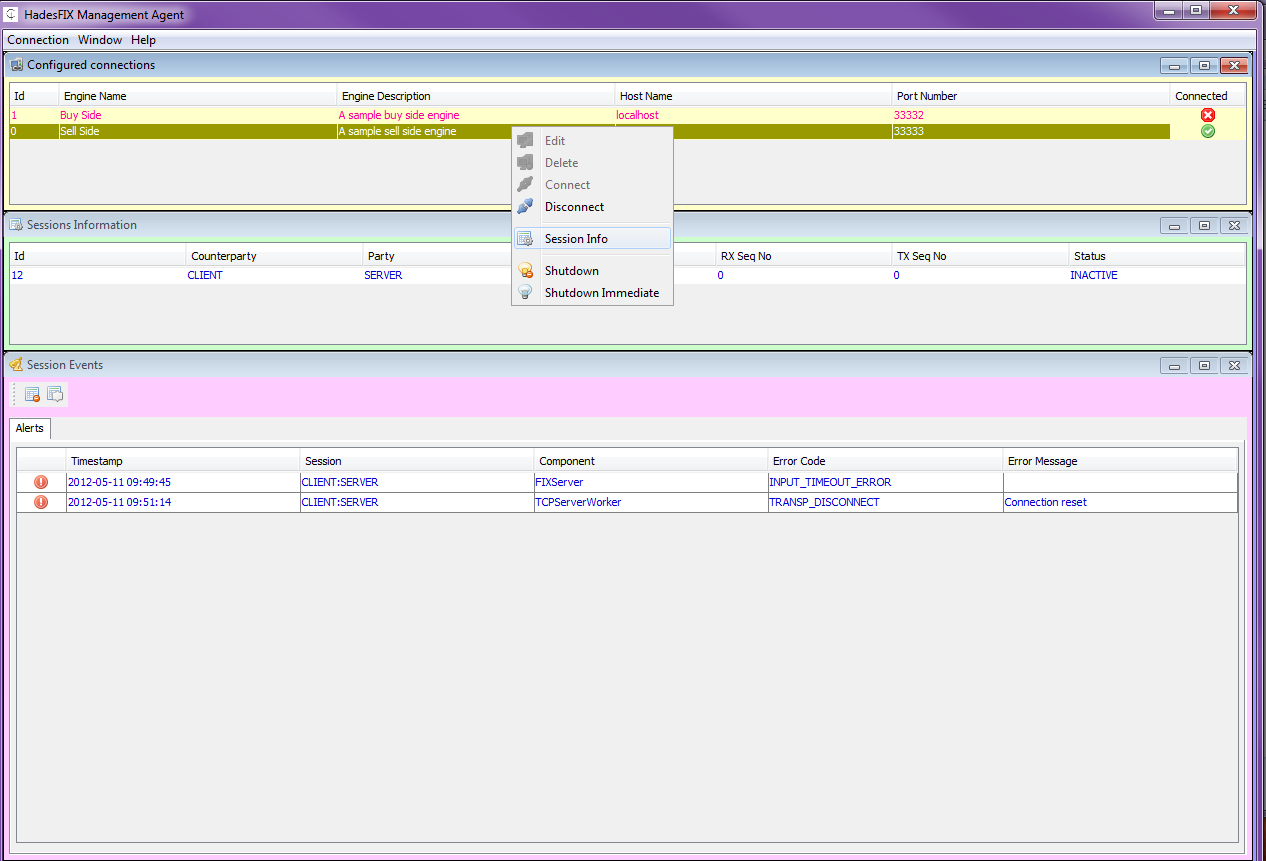 HadesFIX Management Agent
Connection Window Help
Configured connections
Id Engine Name Engine Description Host Name Port Number Connected
1 Buy Side A sample buy side engine localhost 33332
0 Sell Side A sample sell side engine 33333
Edit
Delete
Connect
Disconnect
Session Info
Shutdown
Shutdown Immediate
Sessions Information
Id Counterparty Party RX Seq No TX Seq No Status
12 CLIENT SERVER 0 0 INACTIVE
Session Events
Alerts
Timestamp Session Component Error Code Error Message
2012-05-11 09:49:45 CLIENT:SERVER FIXServer INPUT_TIMEOUT_ERROR
2012-05-11 09:51:14 CLIENT:SERVER TCPServerWorker TRANSP_DISCONNECT Connection reset